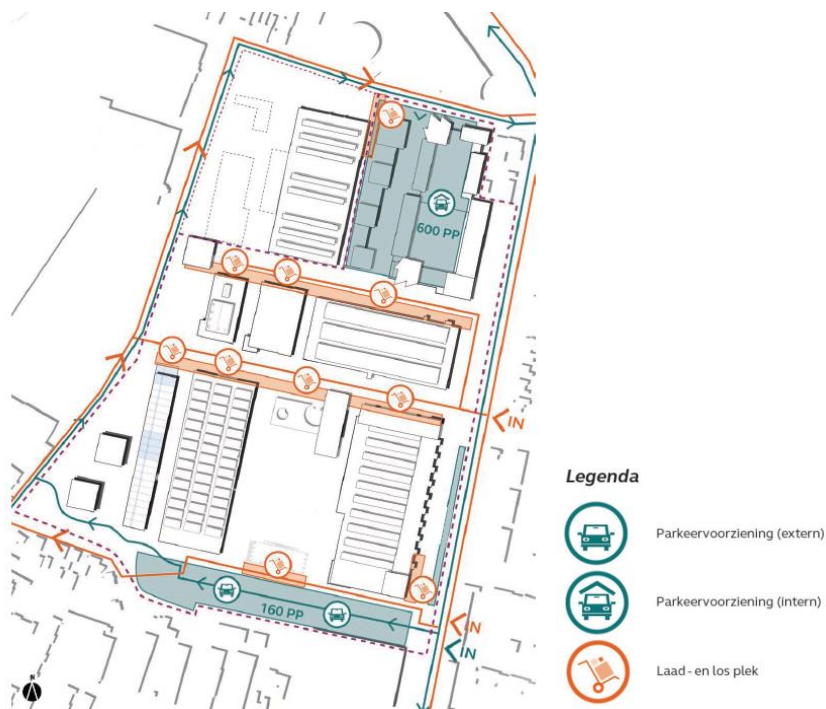 600 PP
IN
160 PP
IN
IN
N
Legenda
Parkeervoorziening (extern)
Parkeervoorziening (intern)
Laad- en los plek